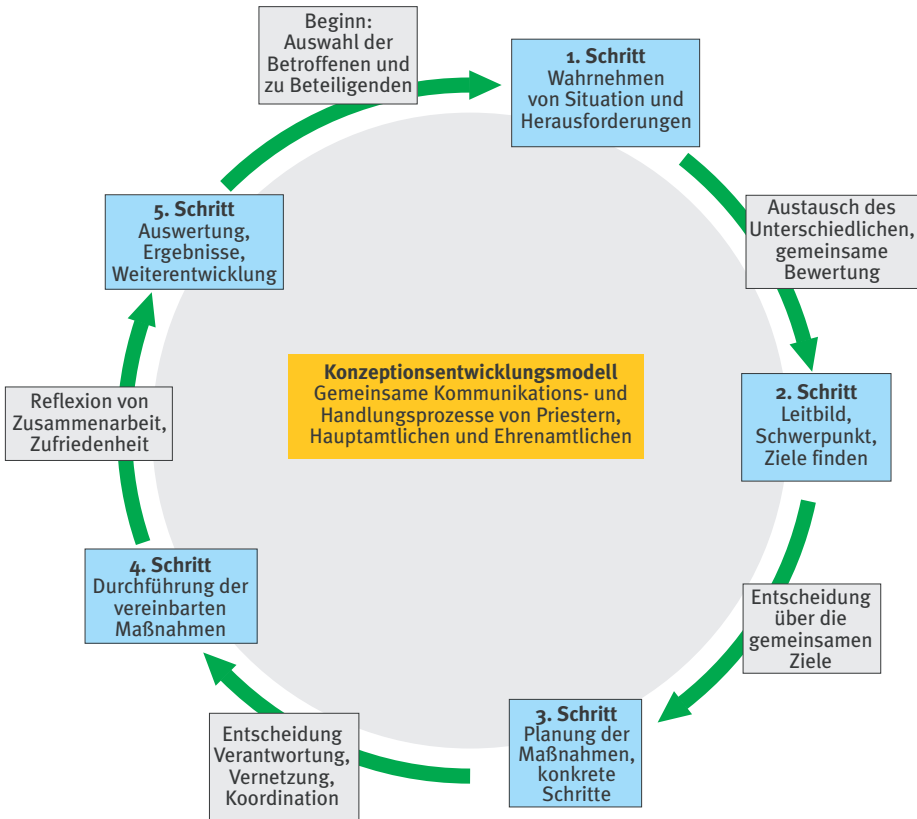 Beginn:
Auswahl der
Betroffenen und
zu Beteiligenden
1. Schritt
Wahrnehmen
von Situation und
Herausforderungen
Austausch des
Unterschiedlichen,
gemeinsame
Bewertung
2. Schritt
Leitbild,
Schwerpunkt,
Ziele finden
Entscheidung
über die
gemeinsamen
Ziele
3. Schritt
Planung der
Maßnahmen,
konkrete
Schritte
Entscheidung
Verantwortung,
Vernetzung,
Koordination
4. Schritt
Durchführung der
vereinbarten
Maßnahmen
Reflexion von
Zusammenarbeit,
Zufriedenheit
5. Schritt
Auswertung,
Ergebnisse,
Weiterentwicklung
Konzeptionsentwicklungsmodell
Gemeinsame Kommunikations- und
Handlungsprozesse von Priestern,
Hauptamtlichen und Ehrenamtlichen